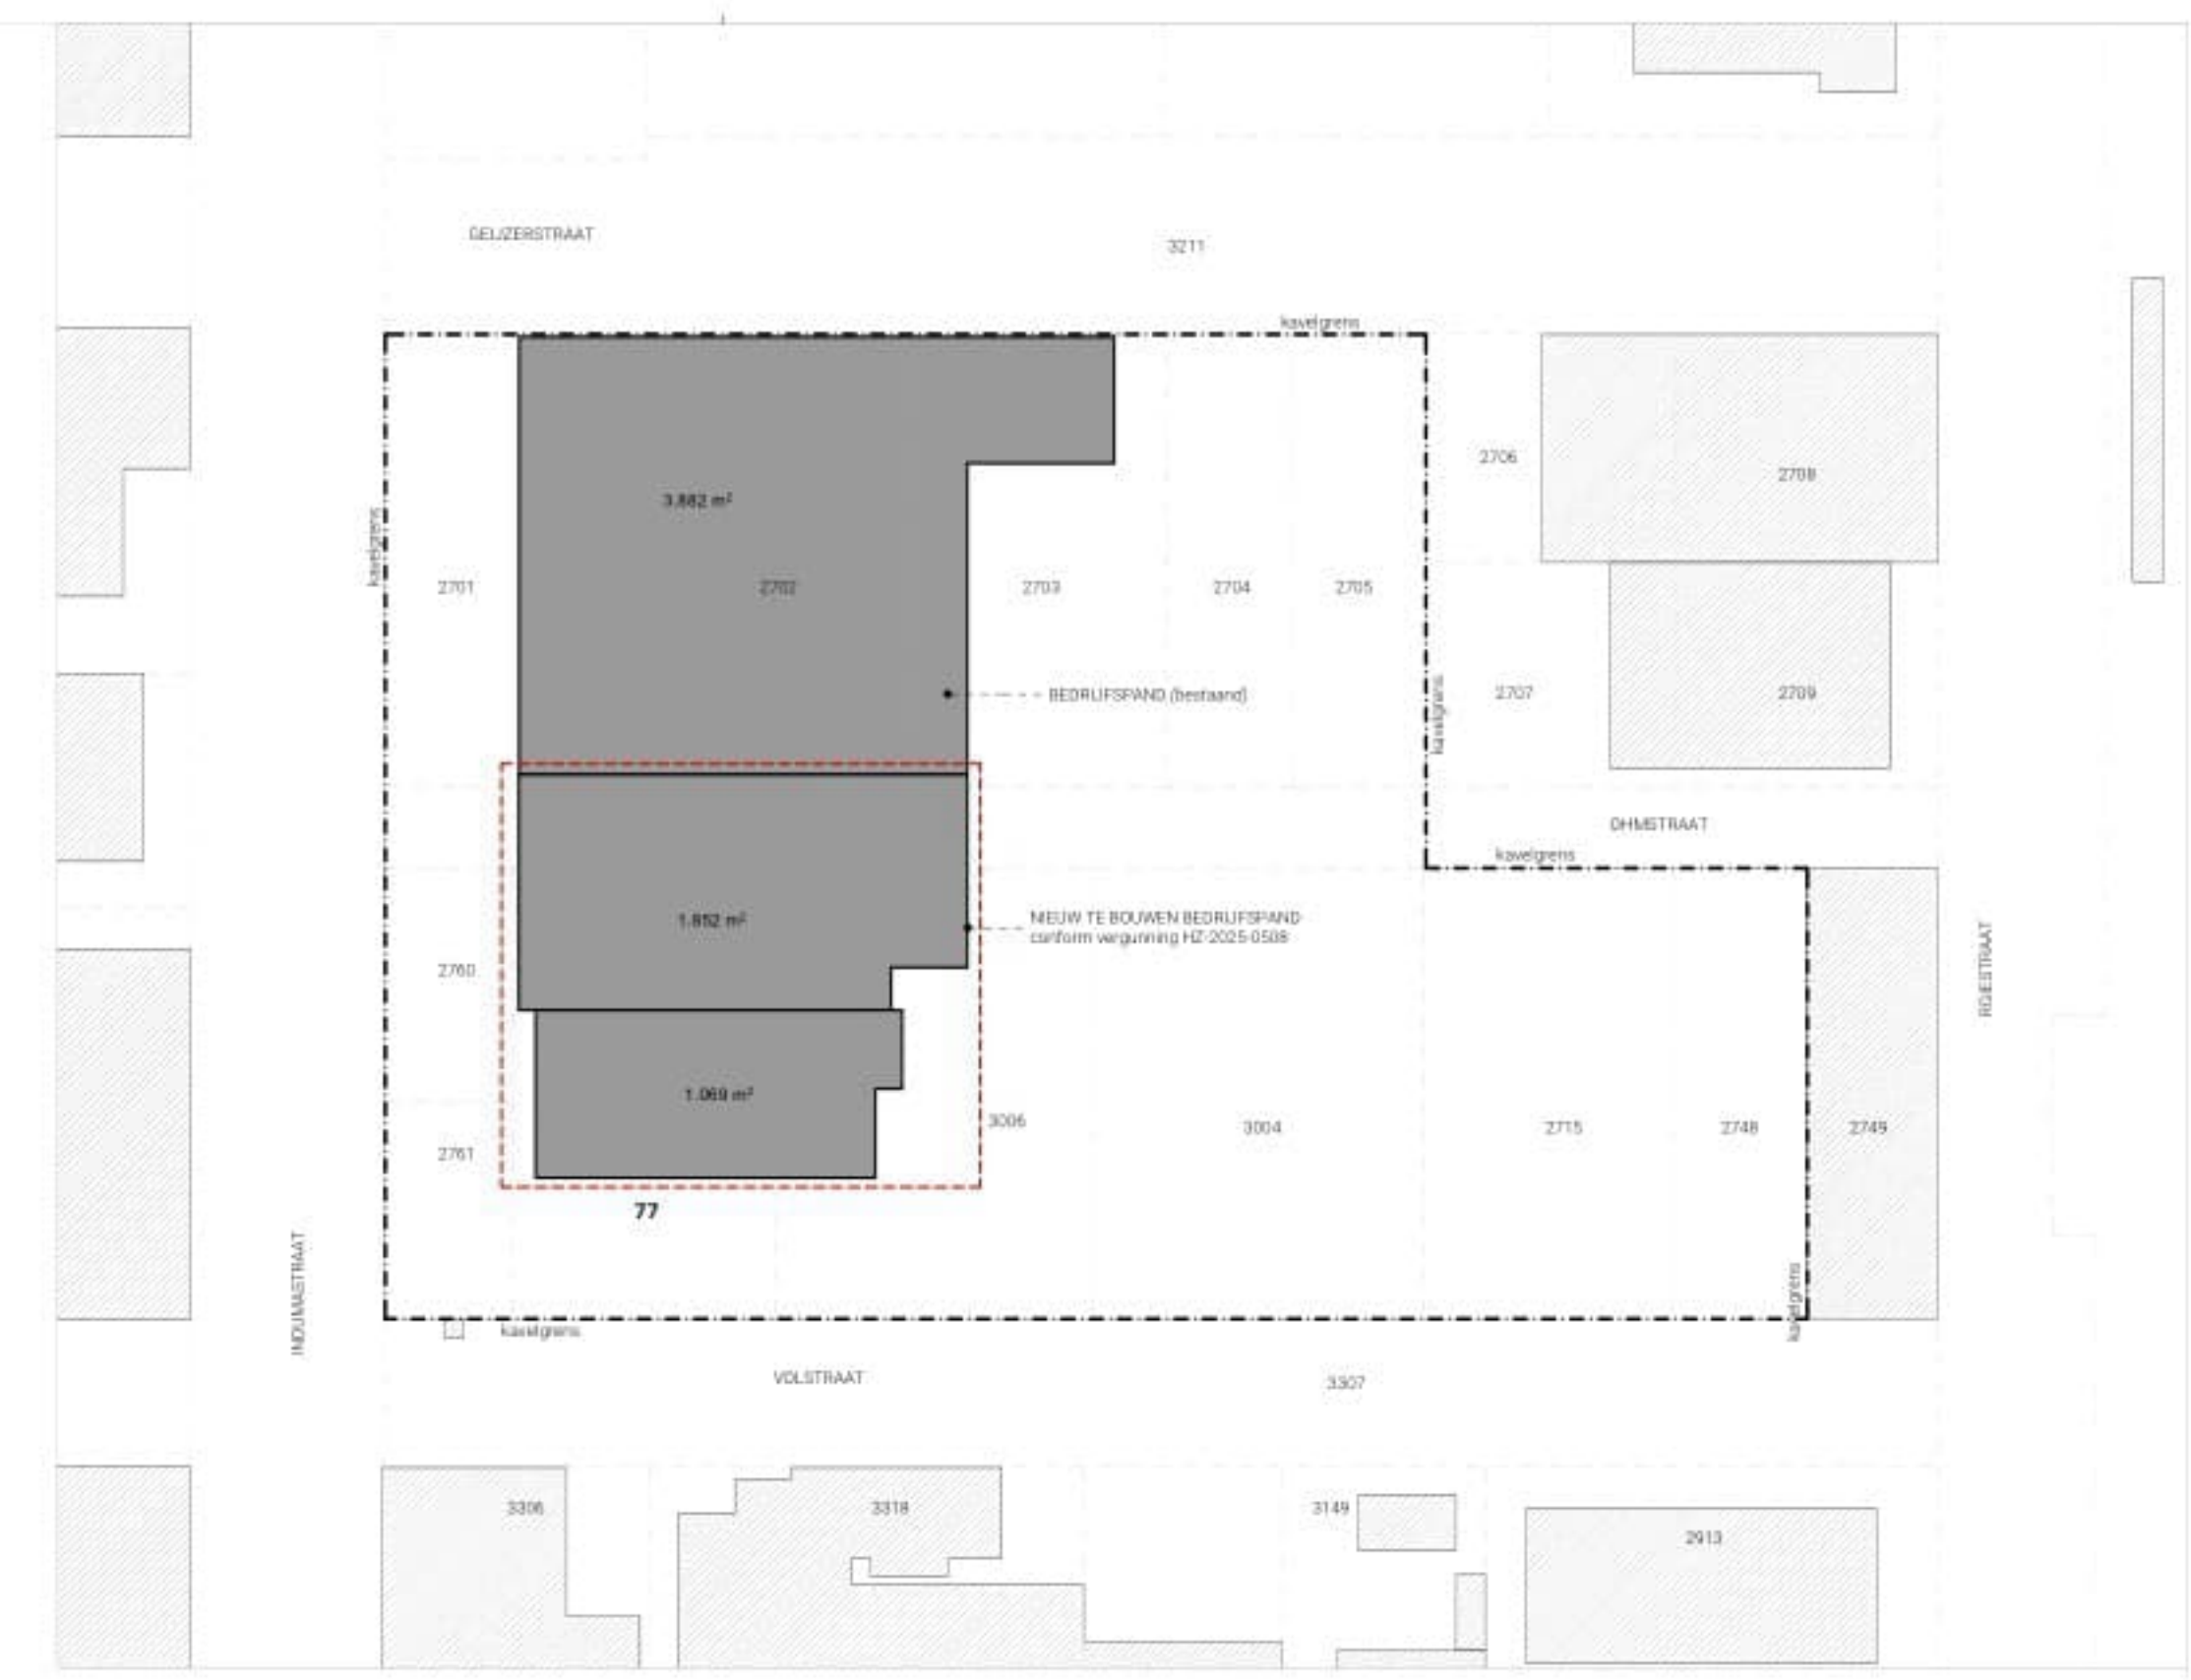 GEIJZERSTRAAT
3211
kavelgrens
2706
2708
3.882 m²
kavelgrens
2701
2702
2703
2704
2705
BEDRIJFSPAND (bestaand)
kavelgrens
2707
2709
OHMSTRAAT
kavelgrens
1.852 m²
NIEUW TE BOUWEN BEDRIJFSPAND
conform vergunning HZ-2025-0508
2760
1.069 m²
3006
3004
2715
2748
2749
2761
77
INDUMASTRAAT
kavelgrens
kavelgrens
VOLSTRAAT
3307
3306
3318
3149
2913